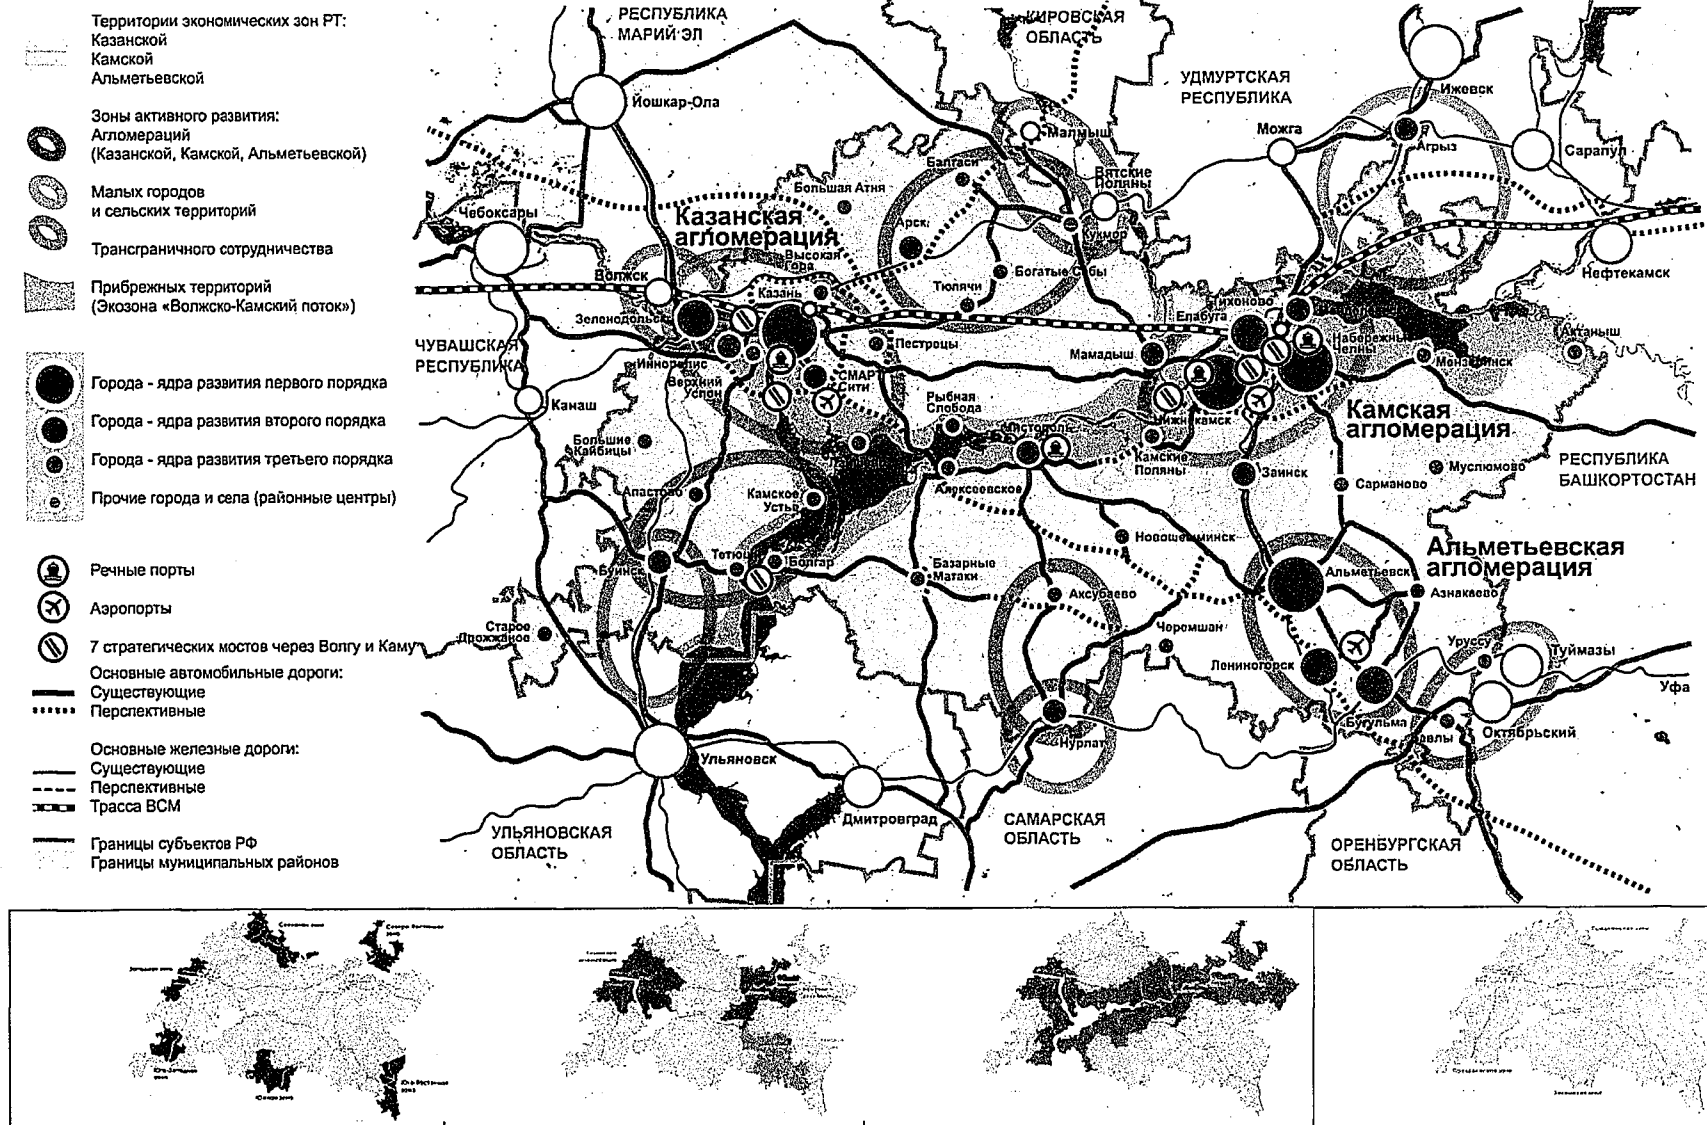 Территории экономических зон РТ:
Казанской
Камской
Альметьевской
Зоны активного развития:
Агломераций
(Казанской, Камской, Альметьевской)
Малых городов
и сельских территорий
Трансграничного сотрудничества
Прибрежных территорий
(Экозона «Волжско-Камский поток»)
Города - ядра развития первого порядка
Города - ядра развития второго порядка
Города - ядра развития третьего порядка
Прочие города и села (районные центры)
Речные порты
Аэропорты
7 стратегических мостов через Волгу и Каму
Основные автомобильные дороги:
Существующие
Перспективные
Основные железные дороги:
Существующие
Перспективные
Трасса ВСМ
Границы субъектов РФ
Границы муниципальных районов
РЕСПУБЛИКА
МАРИЙ ЭЛ
КИРОВСКАЯ
ОБЛАСТЬ
УДМУРТСКАЯ
РЕСПУБЛИКА
Ижевск
Йошкар-Ола
Малмыж
Можга
Агрыз
Сарапул
Балтаси
Вятские
Поляны
Большая Атня
Чебоксары
Казанская
агломерация
Арск
Кукмор
Высокая
Гора
Волжск
Богатые Сабы
Нефтекамск
Казань
Тюлячи
Тихоново
Зеленодольск
Елабуга
ЧУВАШСКАЯ
РЕСПУБЛИКА
Пестрецы
Мамадыш
Набережные
Челны
Актаныш
Мензелинск
Иннополис
Верхний
Услон
СМАРТ
Сити
Канаш
Рыбная
Слобода
Чистополь
Нижнекамск
Камская
агломерация
Большие
Кайбицы
Камские
Поляны
Заинск
Муслюмово
РЕСПУБЛИКА
БАШКОРТОСТАН
Сарманово
Апастово
Камское
Устье
Алексеевское
Новошешминск
Альметьевская
агломерация
Тетюши
Болгар
Буинск
Базарные
Матаки
Альметьевск
Аксубаево
Азнакаево
Старое
Дрожжаное
Черемшан
Уруссу
Туймазы
Лениногорск
Уфа
Бугульма
Октябрьский
Нурлат
Ульяновск
Дмитровград
УЛЬЯНОВСКАЯ
ОБЛАСТЬ
САМАРСКАЯ
ОБЛАСТЬ
ОРЕНБУРГСКАЯ
ОБЛАСТЬ